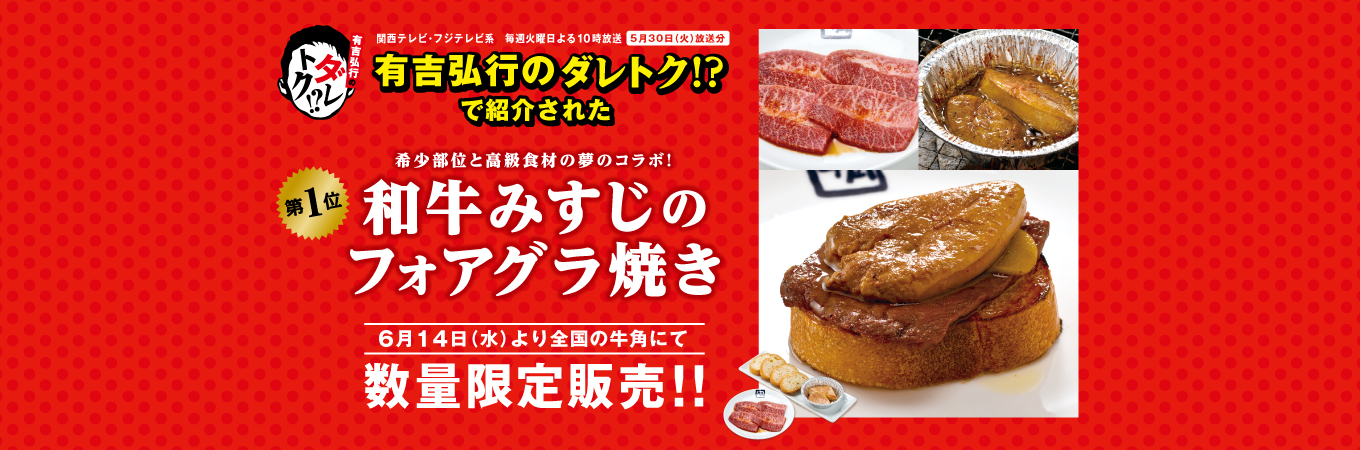 有吉弘行の
ダレ
トク!?
関西テレビ・フジテレビ系 毎週火曜日よる10時放送 5月30日(火)放送分
有吉弘行のダレトク!?
で紹介された
希少部位と高級食材の夢のコラボ!
第1位
和牛みすじの
フォアグラ焼き
6月14日(水)より全国の牛角にて
数量限定販売!!